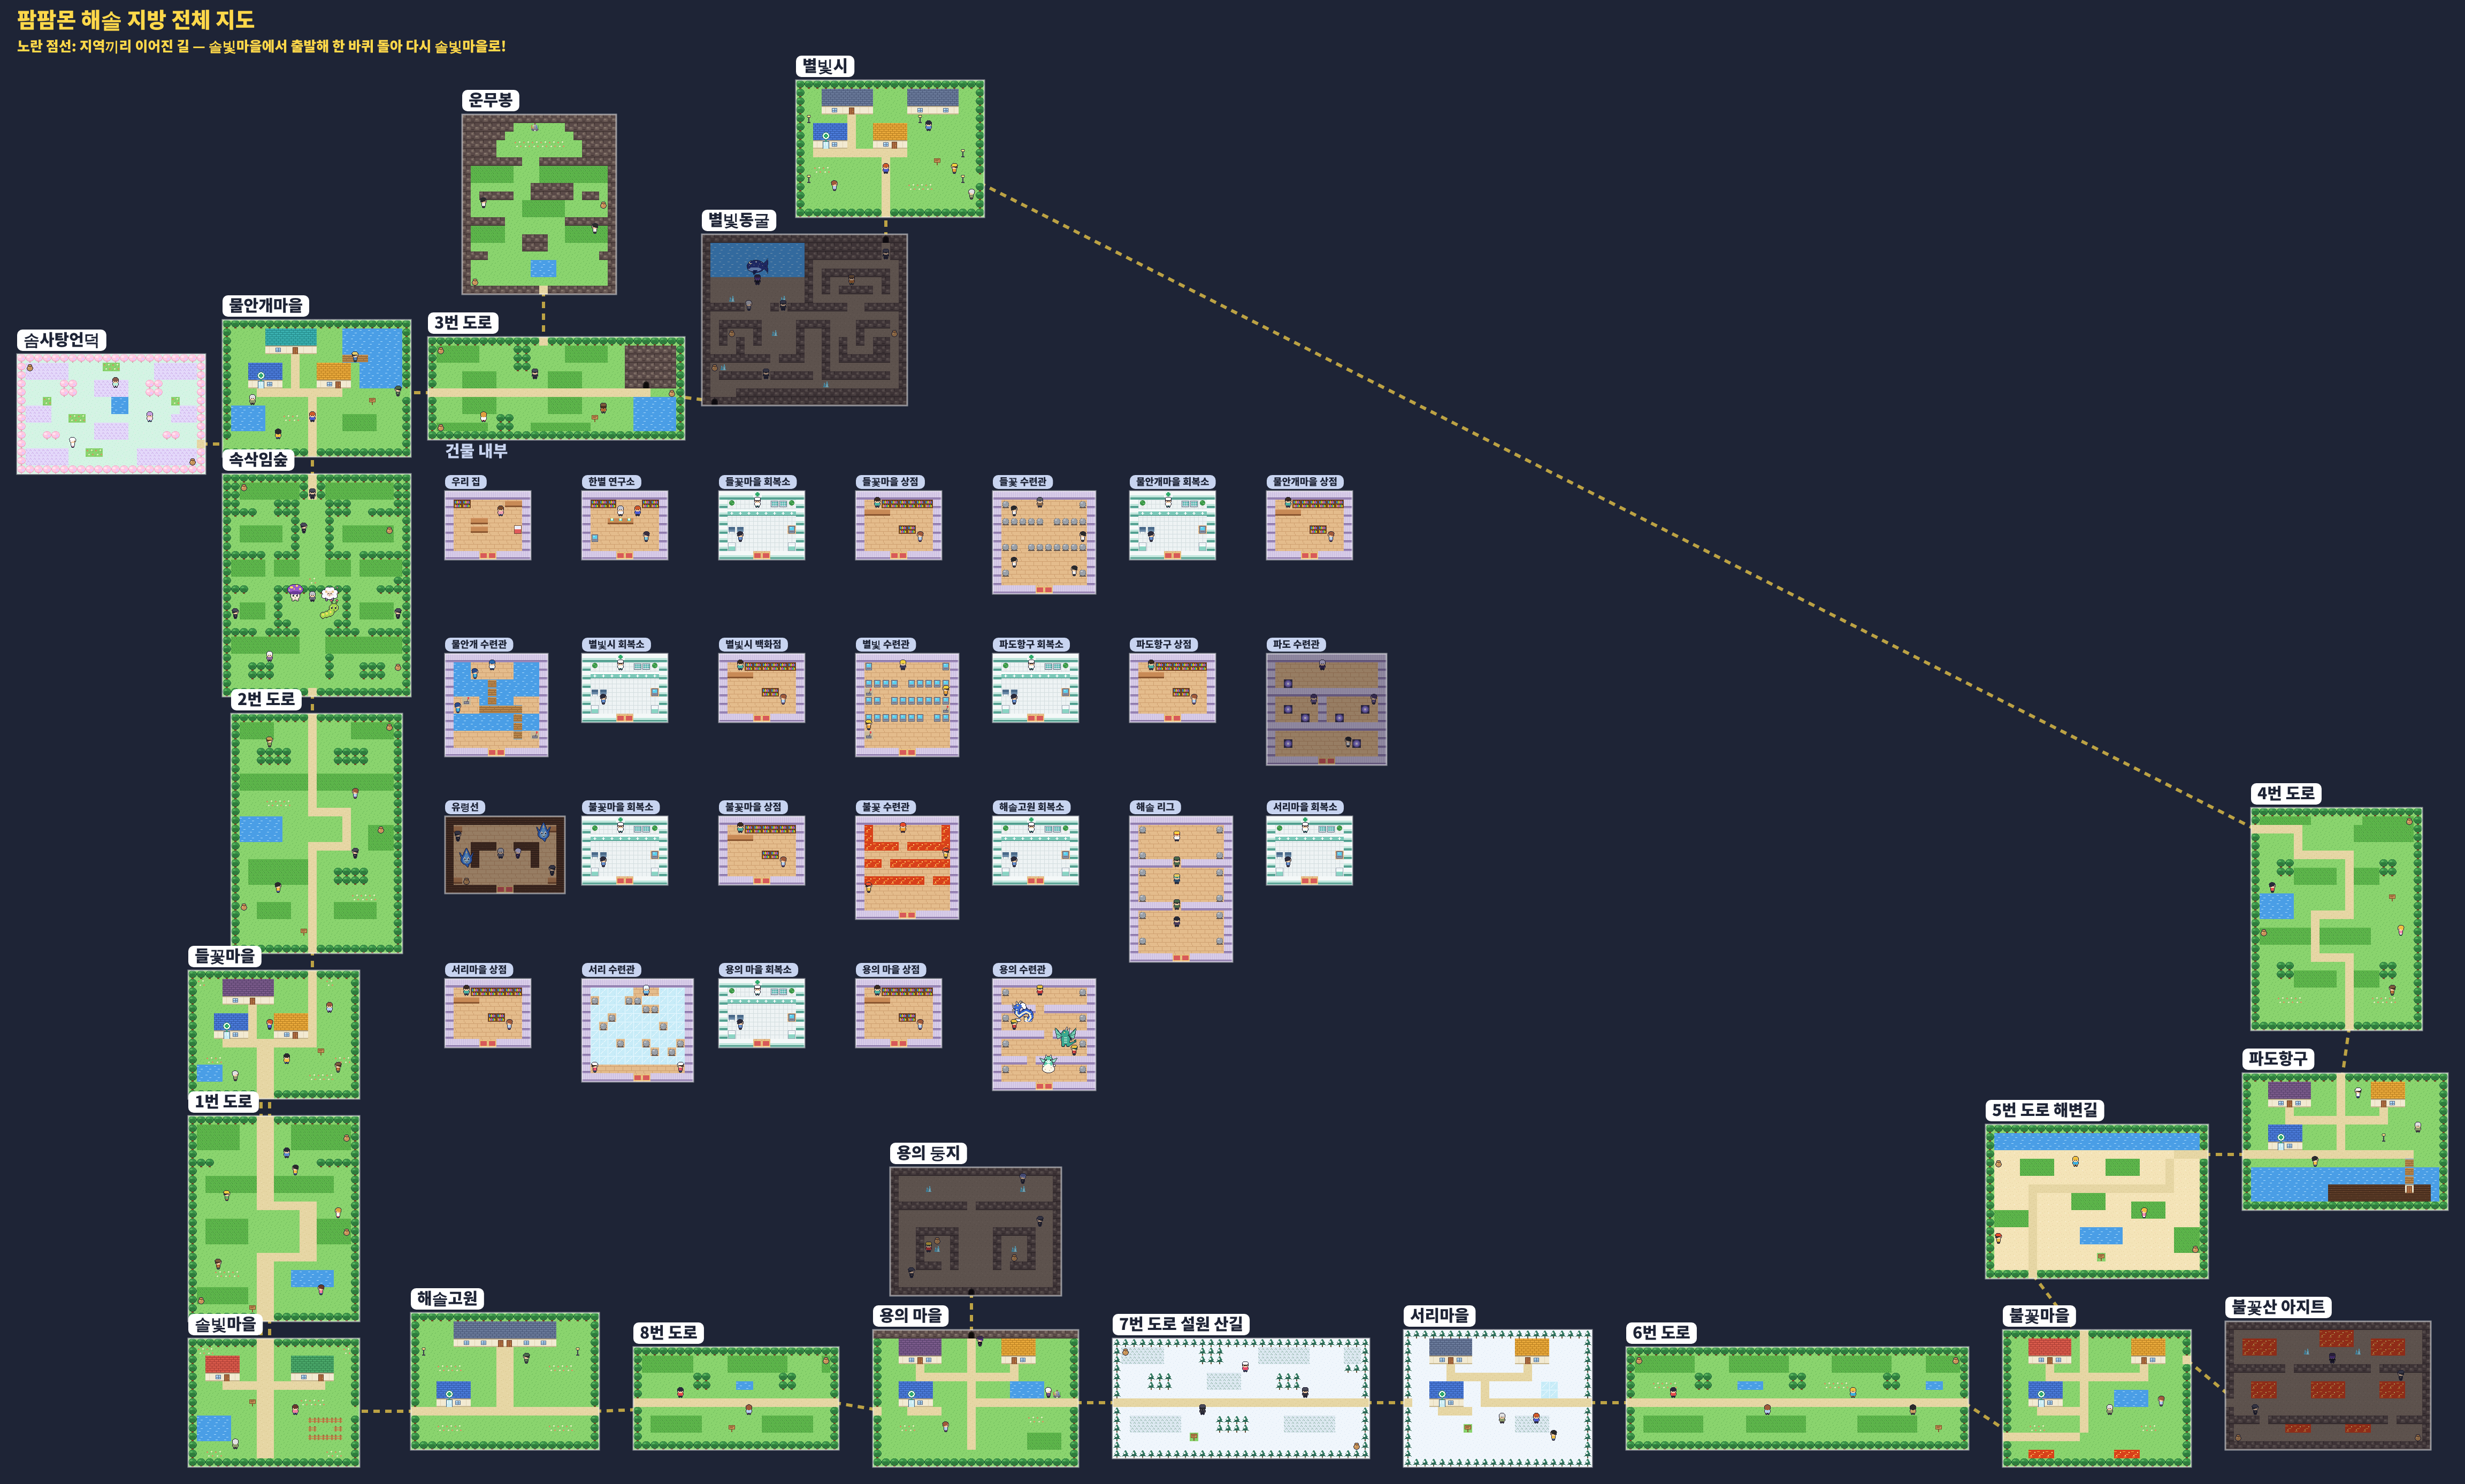 팜팜몬 해솔 지방 전체 지도
노란 점선: 지역끼리 이어진 길 — 솔빛마을에서 출발해 한 바퀴 돌아 다시 솔빛마을로!
별빛시
운무봉
별빛동굴
물안개마을
3번 도로
솜사탕언덕
속삭임숲
건물 내부
우리 집
한별 연구소
들꽃마을 회복소
들꽃마을 상점
들꽃 수련관
물안개마을 회복소
물안개마을 상점
물안개 수련관
별빛시 회복소
별빛시 백화점
별빛 수련관
파도항구 회복소
파도항구 상점
파도 수련관
2번 도로
4번 도로
유령선
불꽃마을 회복소
불꽃마을 상점
불꽃 수련관
해솔고원 회복소
해솔 리그
서리마을 회복소
들꽃마을
서리마을 상점
서리 수련관
용의 마을 회복소
용의 마을 상점
용의 수련관
파도항구
1번 도로
5번 도로 해변길
용의 둥지
솔빛마을
해솔고원
8번 도로
용의 마을
7번 도로 설원 산길
서리마을
6번 도로
불꽃마을
불꽃산 아지트